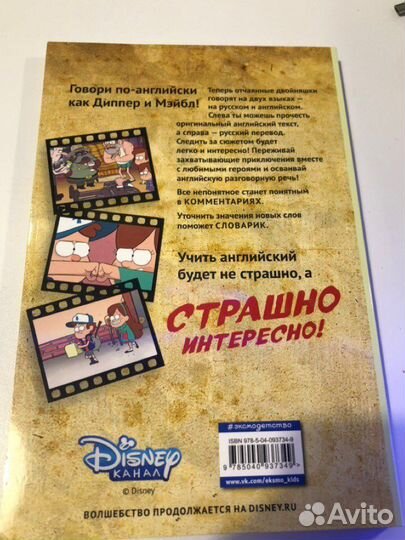 Говори по-английски
как Диппер и Мэйбл!
Теперь отчаянные двойняшки
говорят на двух языках —
на русском и английском.
Слева ты можешь прочесть
оригинальный английский текст,
а справа – русский перевод.
Следить за сюжетом будет
легко и интересно! Переживай
захватывающие приключения вместе
с любимыми героями и осваивай
английскую разговорную речь!
Все непонятное станет понятным
в КОММЕНТАРИЯХ.
Уточнить значения новых слов
поможет СЛОВАРИК.
Учить английский
будет не страшно, а
СТРАШНО
ИНТЕРЕСНО!
Disney
КАНАЛ
© Disney
#эксмодетство
ISBN 978-5-04-093734-9
9 785040 937349 >
www.vk.com/eksmo_kids
ВОЛШЕБСТВО ПРОДОЛЖАЕТСЯ НА DISNEY.RU
Avito